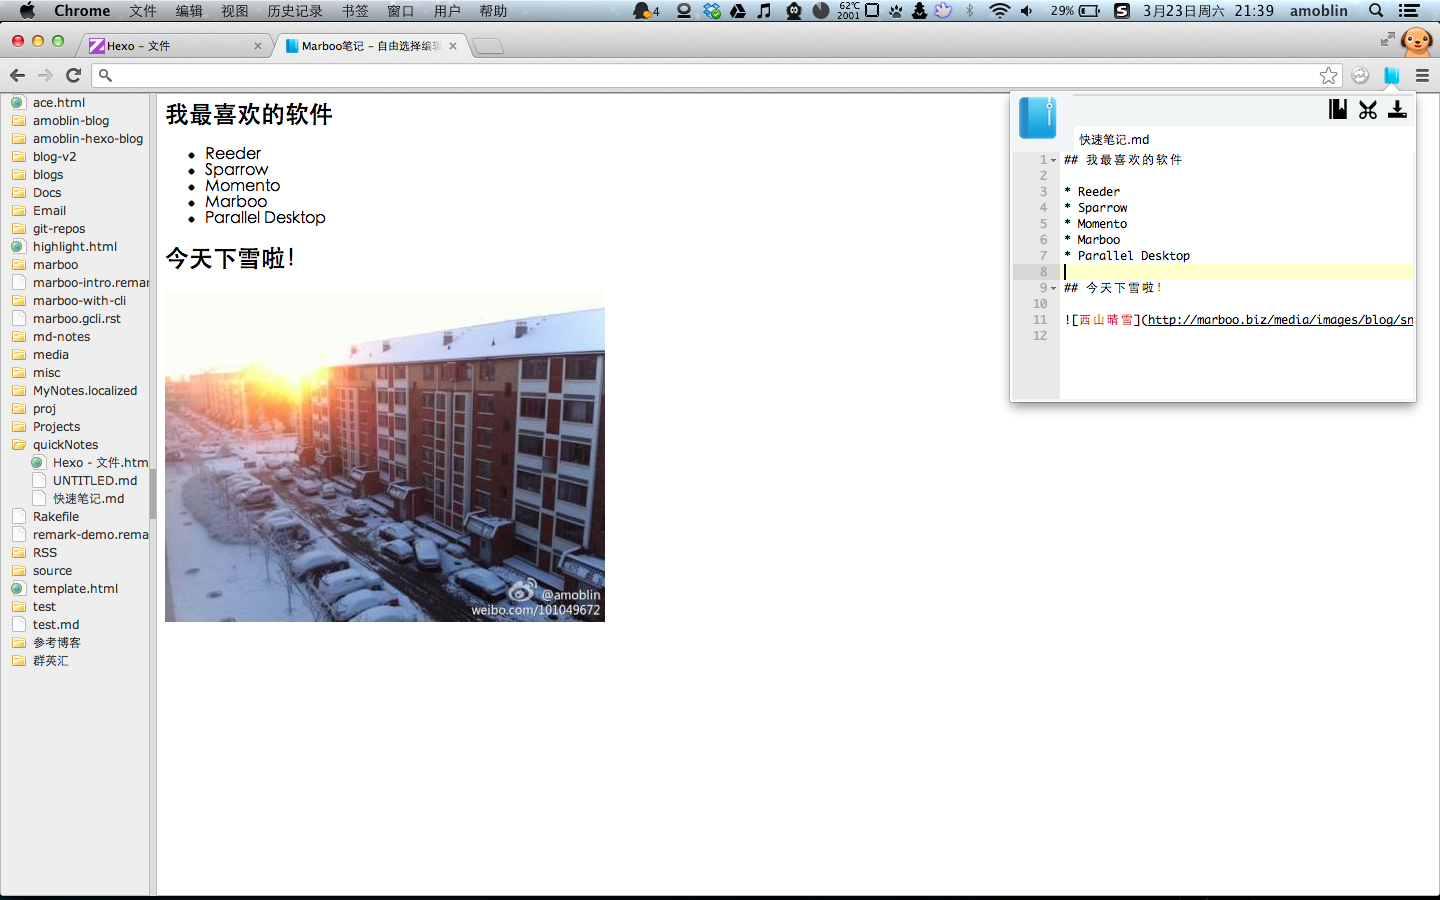 Chrome 文件 编辑 视图 历史记录 书签 窗口 用户 帮助 4 62℃ 2001 29% 3月23日周六 21:39 amoblin
Hexo – 文件
Marboo笔记 – 自由选择编辑
ace.html
amoblin-blog
amoblin-hexo-blog
blog-v2
blogs
Docs
Email
git-repos
highlight.html
marboo
marboo-intro.remar
marboo-with-cli
marboo.gcli.rst
md-notes
media
misc
MyNotes.localized
proj
Projects
quickNotes
Hexo - 文件.htm
UNTITLED.md
快速笔记.md
Rakefile
remark-demo.rema
RSS
source
template.html
test
test.md
参考博客
群英汇
我最喜欢的软件
Reeder
Sparrow
Momento
Marboo
Parallel Desktop
今天下雪啦！
@amoblin
weibo.com/101049672
快速笔记.md
1 ## 我最喜欢的软件
2
3 * Reeder
4 * Sparrow
5 * Momento
6 * Marboo
7 * Parallel Desktop
8
9 ## 今天下雪啦！
10
11 ![西山晴雪](http://marboo.biz/media/images/blog/sn
12